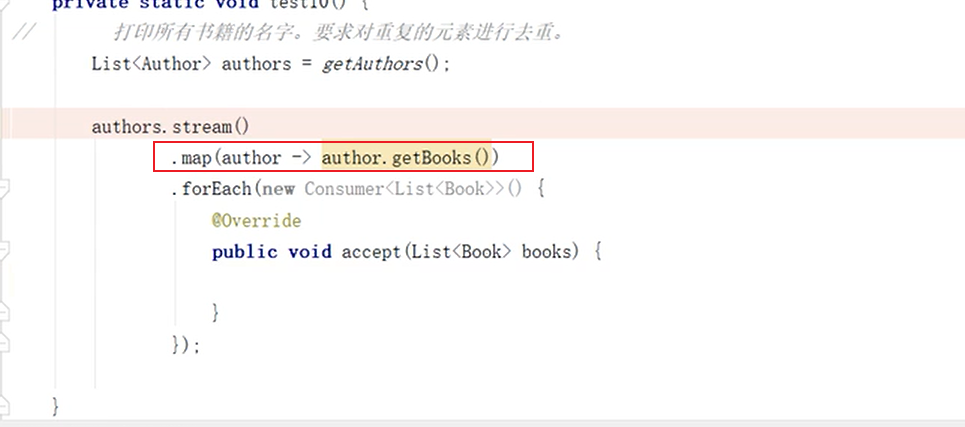 private static void test10() {
//        打印所有书籍的名字。要求对重复的元素进行去重。
List<Author> authors = getAuthors();
authors.stream()
.map(author -> author.getBooks())
.forEach(new Consumer<List<Book>>() {
@Override
public void accept(List<Book> books) {
}
});
}